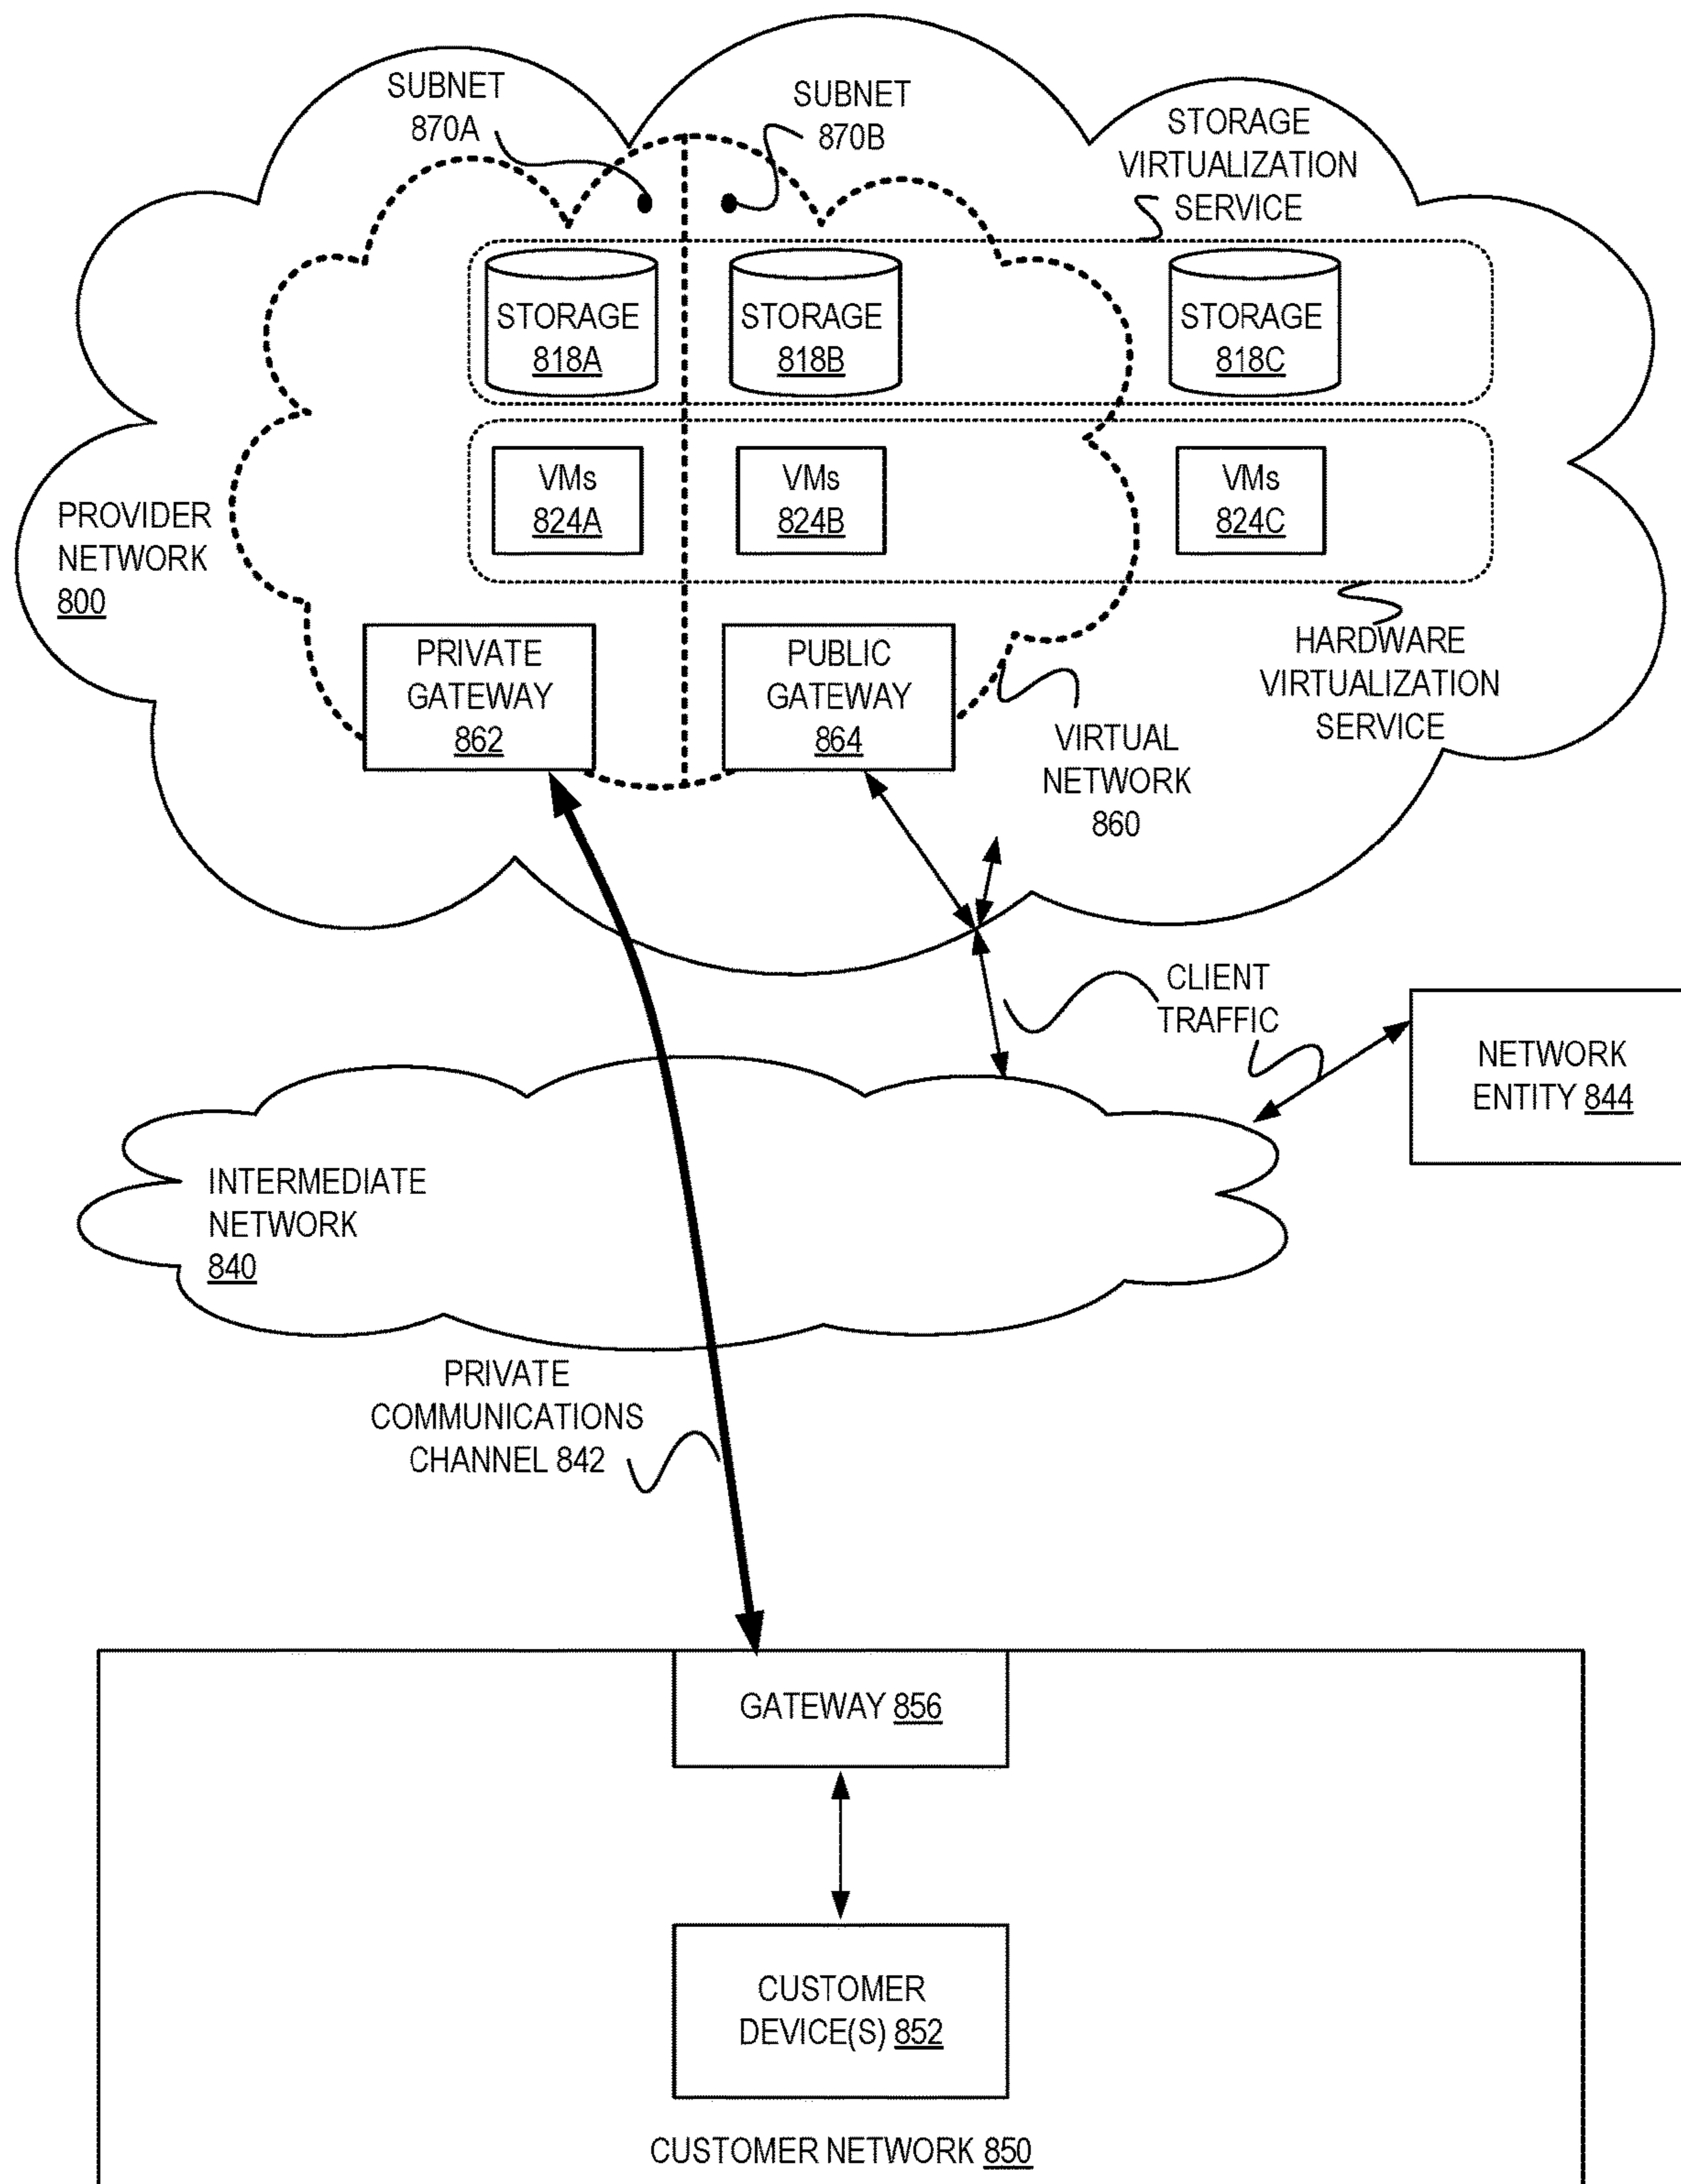 SUBNET
870A
SUBNET
870B
STORAGE
VIRTUALIZATION
SERVICE
STORAGE
818A
STORAGE
818B
STORAGE
818C
VMs
824A
VMs
824B
VMs
824C
PROVIDER
NETWORK
800
PRIVATE
GATEWAY
862
PUBLIC
GATEWAY
864
HARDWARE
VIRTUALIZATION
SERVICE
VIRTUAL
NETWORK
860
CLIENT
TRAFFIC
NETWORK
ENTITY 844
INTERMEDIATE
NETWORK
840
PRIVATE
COMMUNICATIONS
CHANNEL 842
GATEWAY 856
CUSTOMER
DEVICE(S) 852
CUSTOMER NETWORK 850